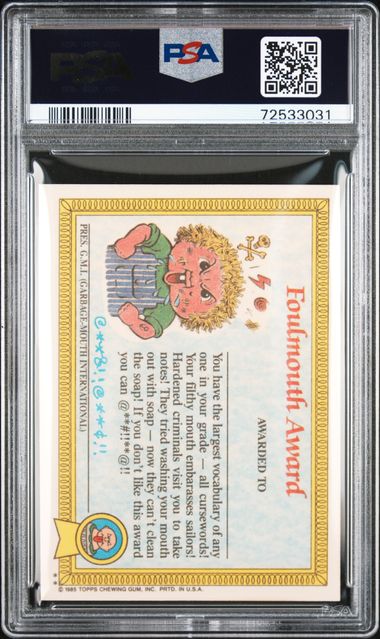 PSA
PSA
72533031
Foulmouth Award
AWARDED TO
You have the largest vocabulary of any
one in your grade — all cursewords!
Your filthy mouth embarasses sailors!
Hardened criminals visit you to take
notes! They tried washing your mouth
out with soap — now they can't clean
the soap! If you don't like this award
you can @**#!!**@!!
@**B!!;@**¢!!
PRES. G.M.I. (GARBAGE-MOUTH INTERNATIONAL)
**
© 1985 TOPPS CHEWING GUM, INC. PRTD. IN U.S.A.
PSA